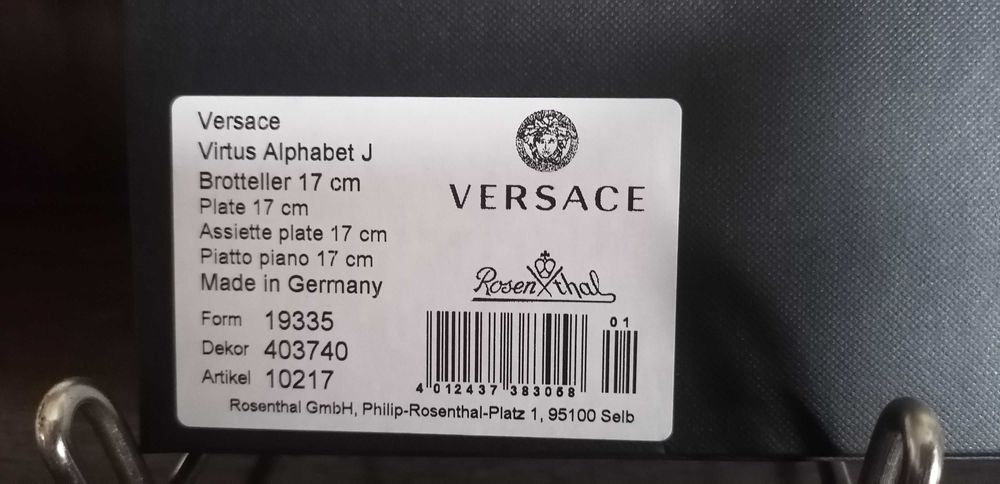 Versace
Virtus Alphabet J
Brotteller 17 cm
Plate 17 cm
Assiette plate 17 cm
Piatto piano 17 cm
Made in Germany
Form 19335
Dekor 403740
Artikel 10217
VERSACE
Rosenthal
01
4 012437 383058
Rosenthal GmbH, Philip-Rosenthal-Platz 1, 95100 Selb